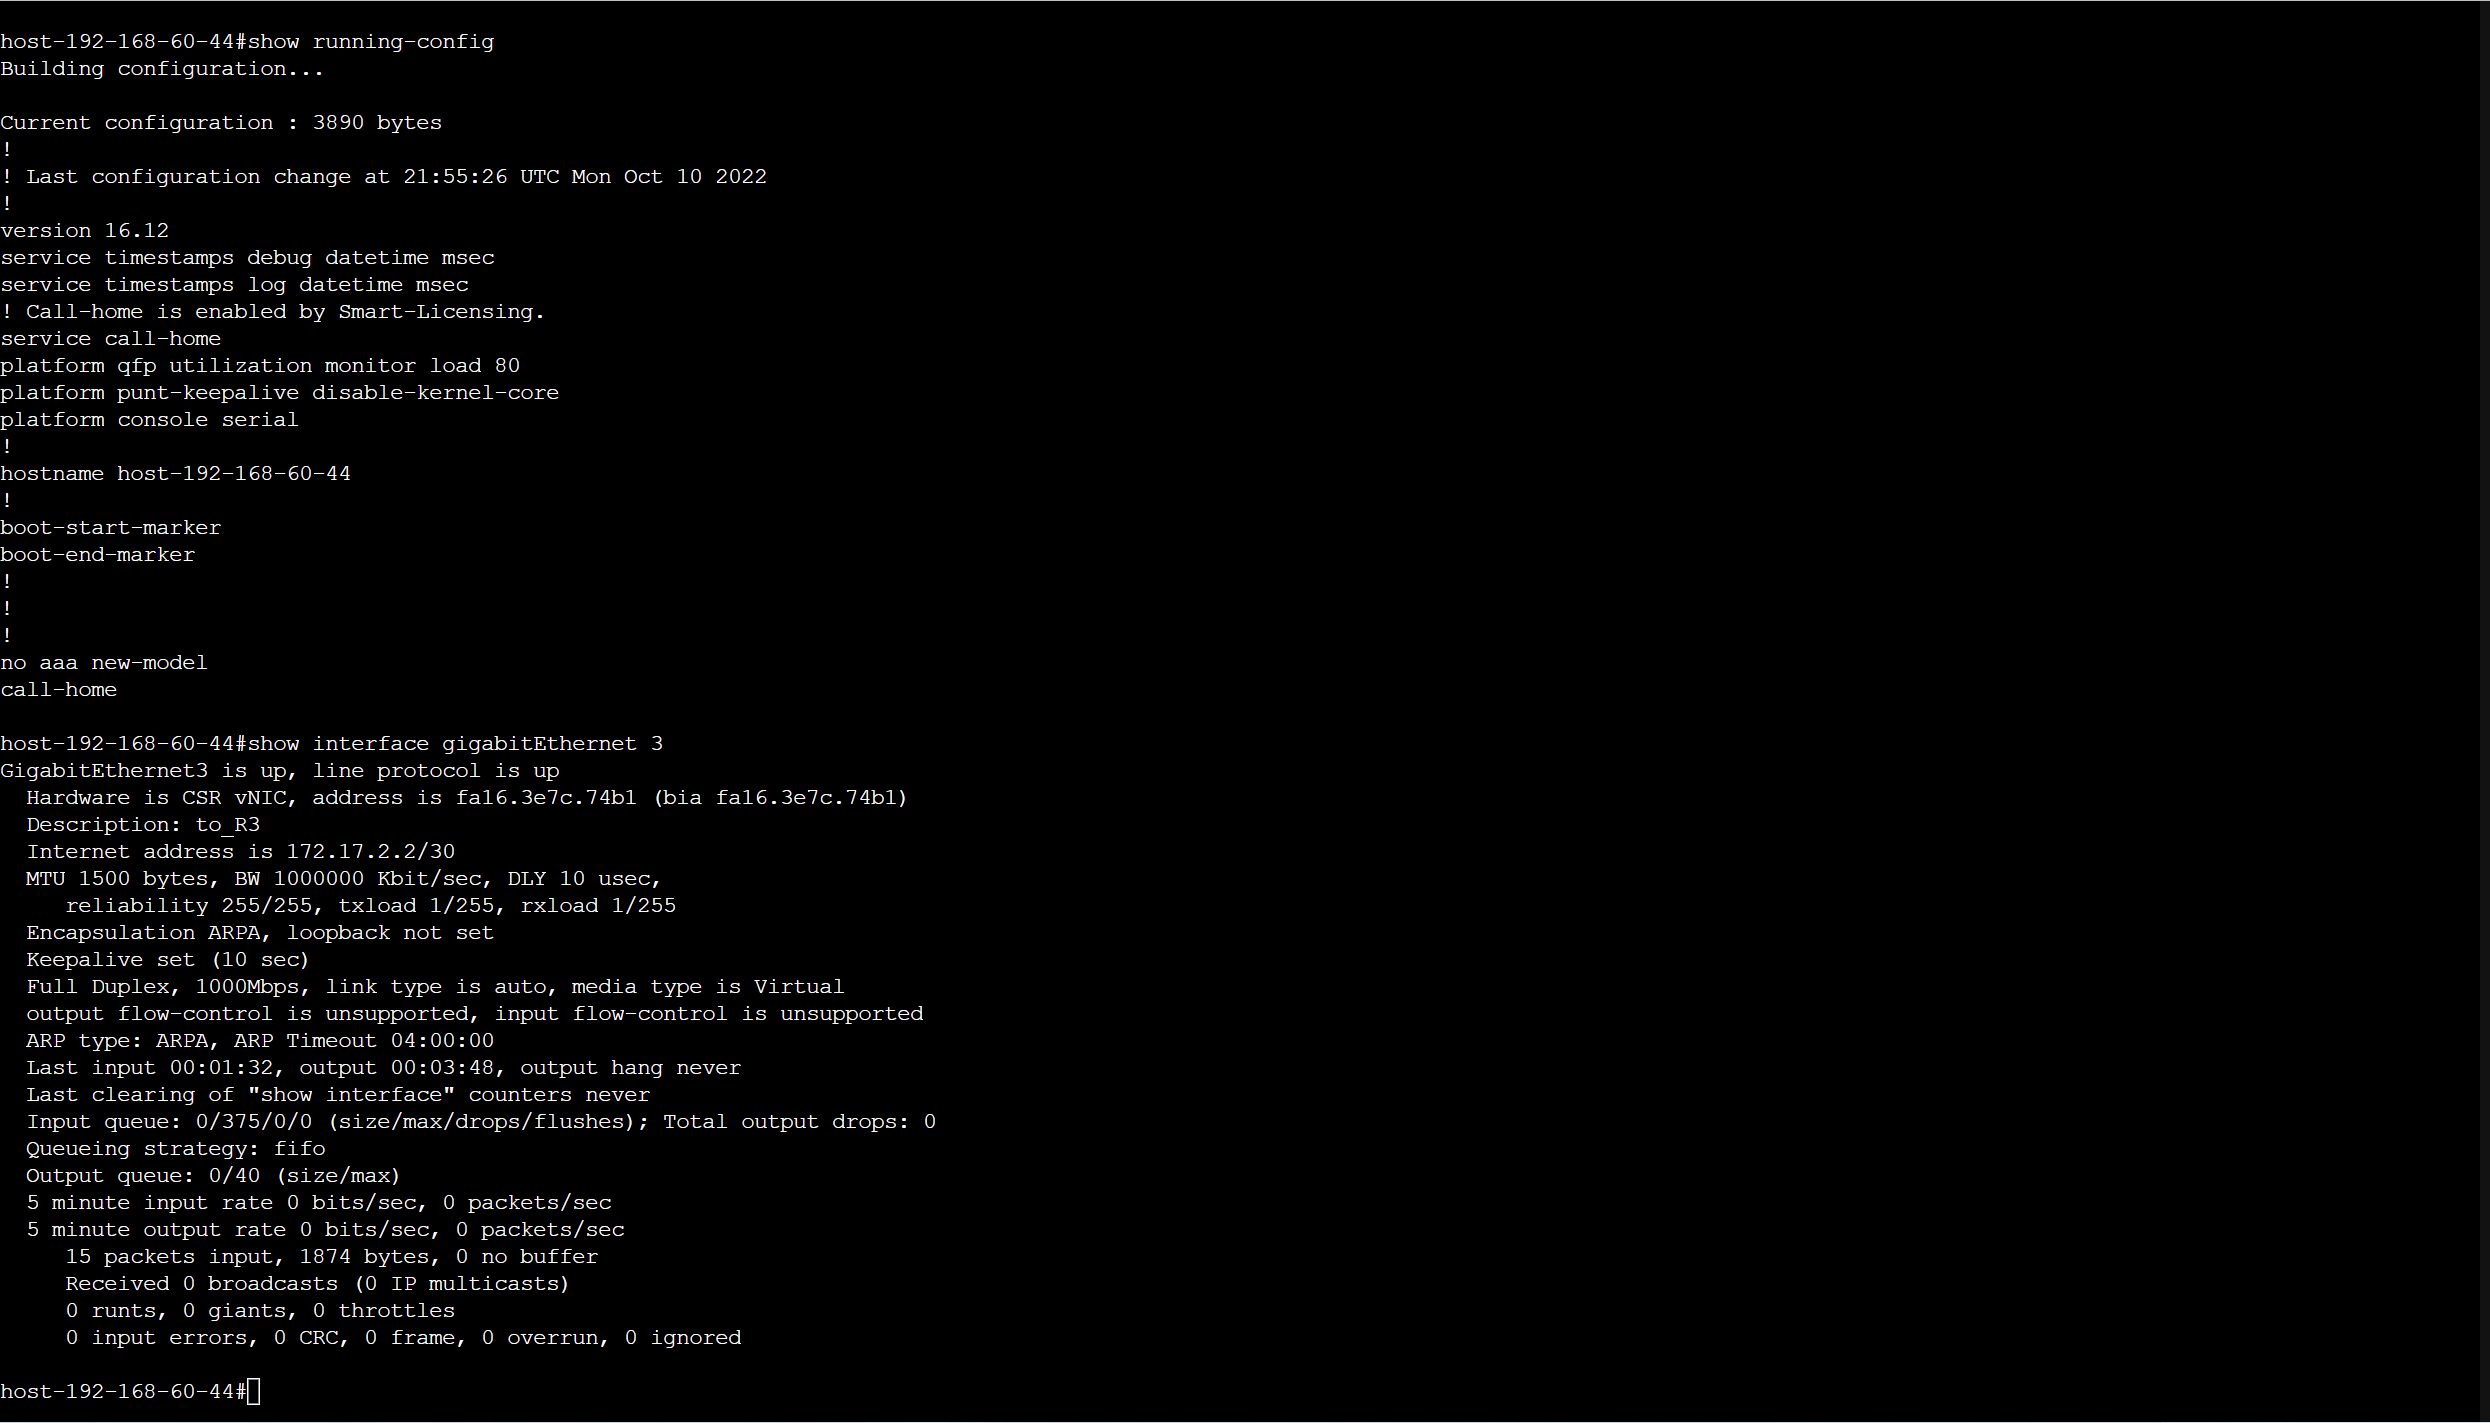 host-192-168-60-44#show running-config
Building configuration...
Current configuration : 3890 bytes
!
! Last configuration change at 21:55:26 UTC Mon Oct 10 2022
!
version 16.12
service timestamps debug datetime msec
service timestamps log datetime msec
! Call-home is enabled by Smart-Licensing.
service call-home
platform qfp utilization monitor load 80
platform punt-keepalive disable-kernel-core
platform console serial
!
hostname host-192-168-60-44
!
boot-start-marker
boot-end-marker
!
!
!
no aaa new-model
call-home
host-192-168-60-44#show interface gigabitEthernet 3
GigabitEthernet3 is up, line protocol is up
  Hardware is CSR vNIC, address is fa16.3e7c.74b1 (bia fa16.3e7c.74b1)
  Description: to_R3
  Internet address is 172.17.2.2/30
  MTU 1500 bytes, BW 1000000 Kbit/sec, DLY 10 usec,
     reliability 255/255, txload 1/255, rxload 1/255
  Encapsulation ARPA, loopback not set
  Keepalive set (10 sec)
  Full Duplex, 1000Mbps, link type is auto, media type is Virtual
  output flow-control is unsupported, input flow-control is unsupported
  ARP type: ARPA, ARP Timeout 04:00:00
  Last input 00:01:32, output 00:03:48, output hang never
  Last clearing of "show interface" counters never
  Input queue: 0/375/0/0 (size/max/drops/flushes); Total output drops: 0
  Queueing strategy: fifo
  Output queue: 0/40 (size/max)
  5 minute input rate 0 bits/sec, 0 packets/sec
  5 minute output rate 0 bits/sec, 0 packets/sec
     15 packets input, 1874 bytes, 0 no buffer
     Received 0 broadcasts (0 IP multicasts)
     0 runts, 0 giants, 0 throttles
     0 input errors, 0 CRC, 0 frame, 0 overrun, 0 ignored
host-192-168-60-44#